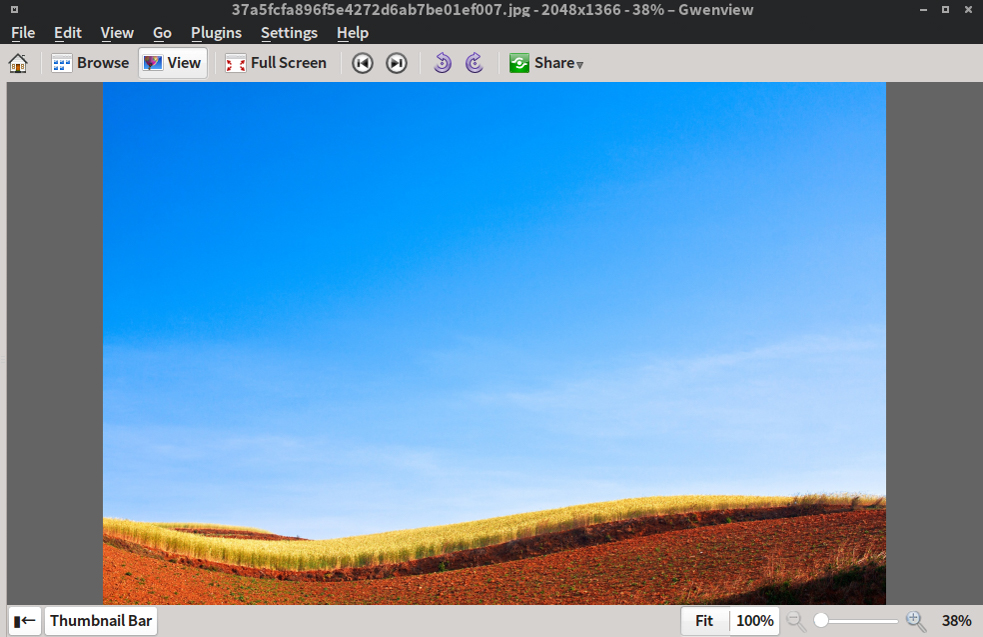 37a5fcfa896f5e4272d6ab7be01ef007.jpg - 2048x1366 - 38% – Gwenview
File Edit View Go Plugins Settings Help
Browse View Full Screen Share
Thumbnail Bar Fit 100% 38%